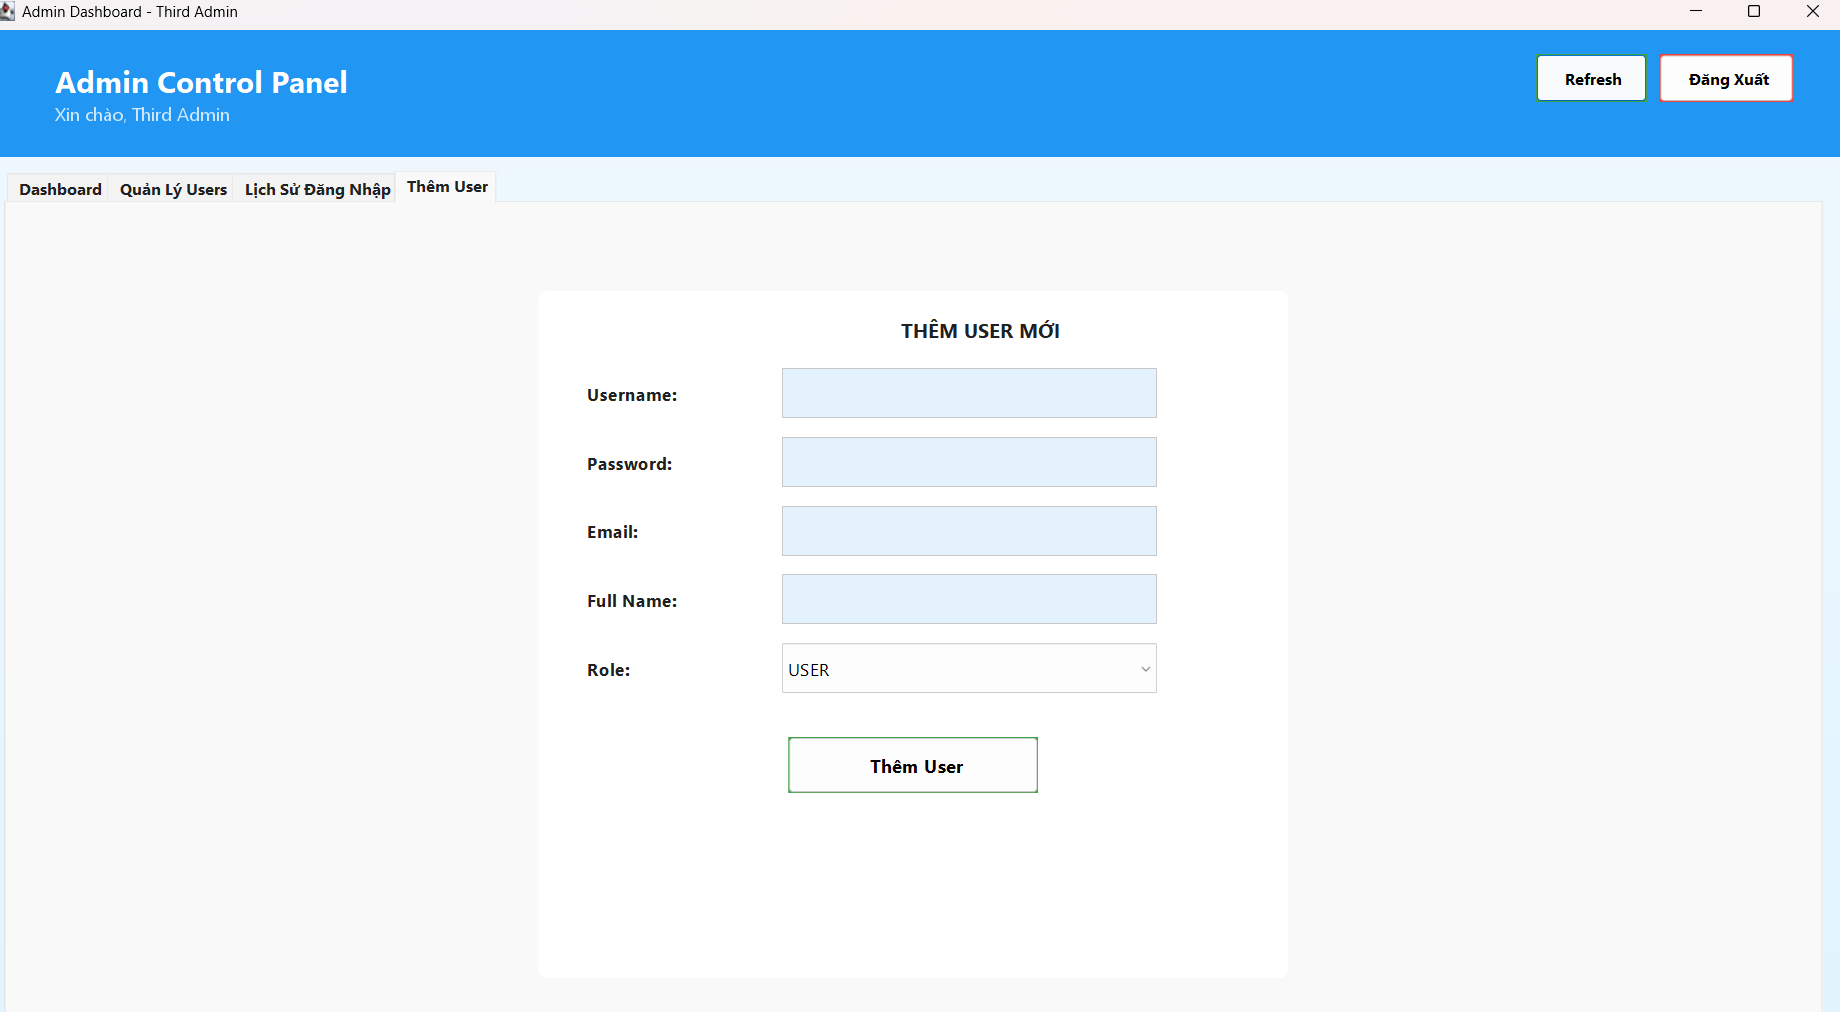 Admin Dashboard - Third Admin
Admin Control Panel
Xin chào, Third Admin
Refresh
Đăng Xuất
Dashboard
Quản Lý Users
Lịch Sử Đăng Nhập
Thêm User
THÊM USER MỚI
Username:
Password:
Email:
Full Name:
Role:
USER
Thêm User